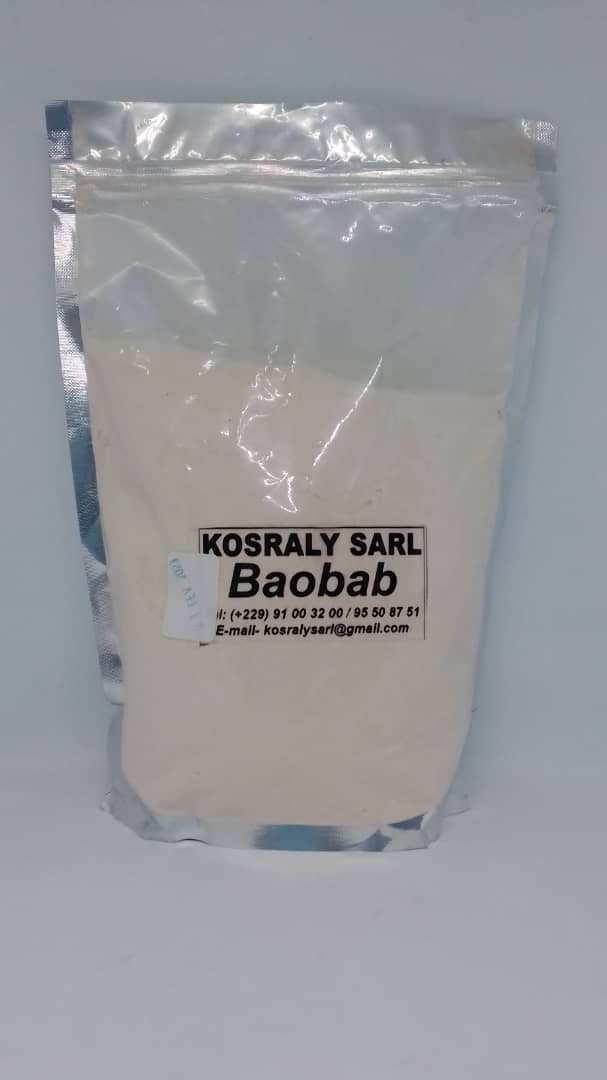 KOSRALY SARL
Baobab
(+229) 91 00 32 00 / 95 50 87 51
E-mail- kosralysarl@gmail.com